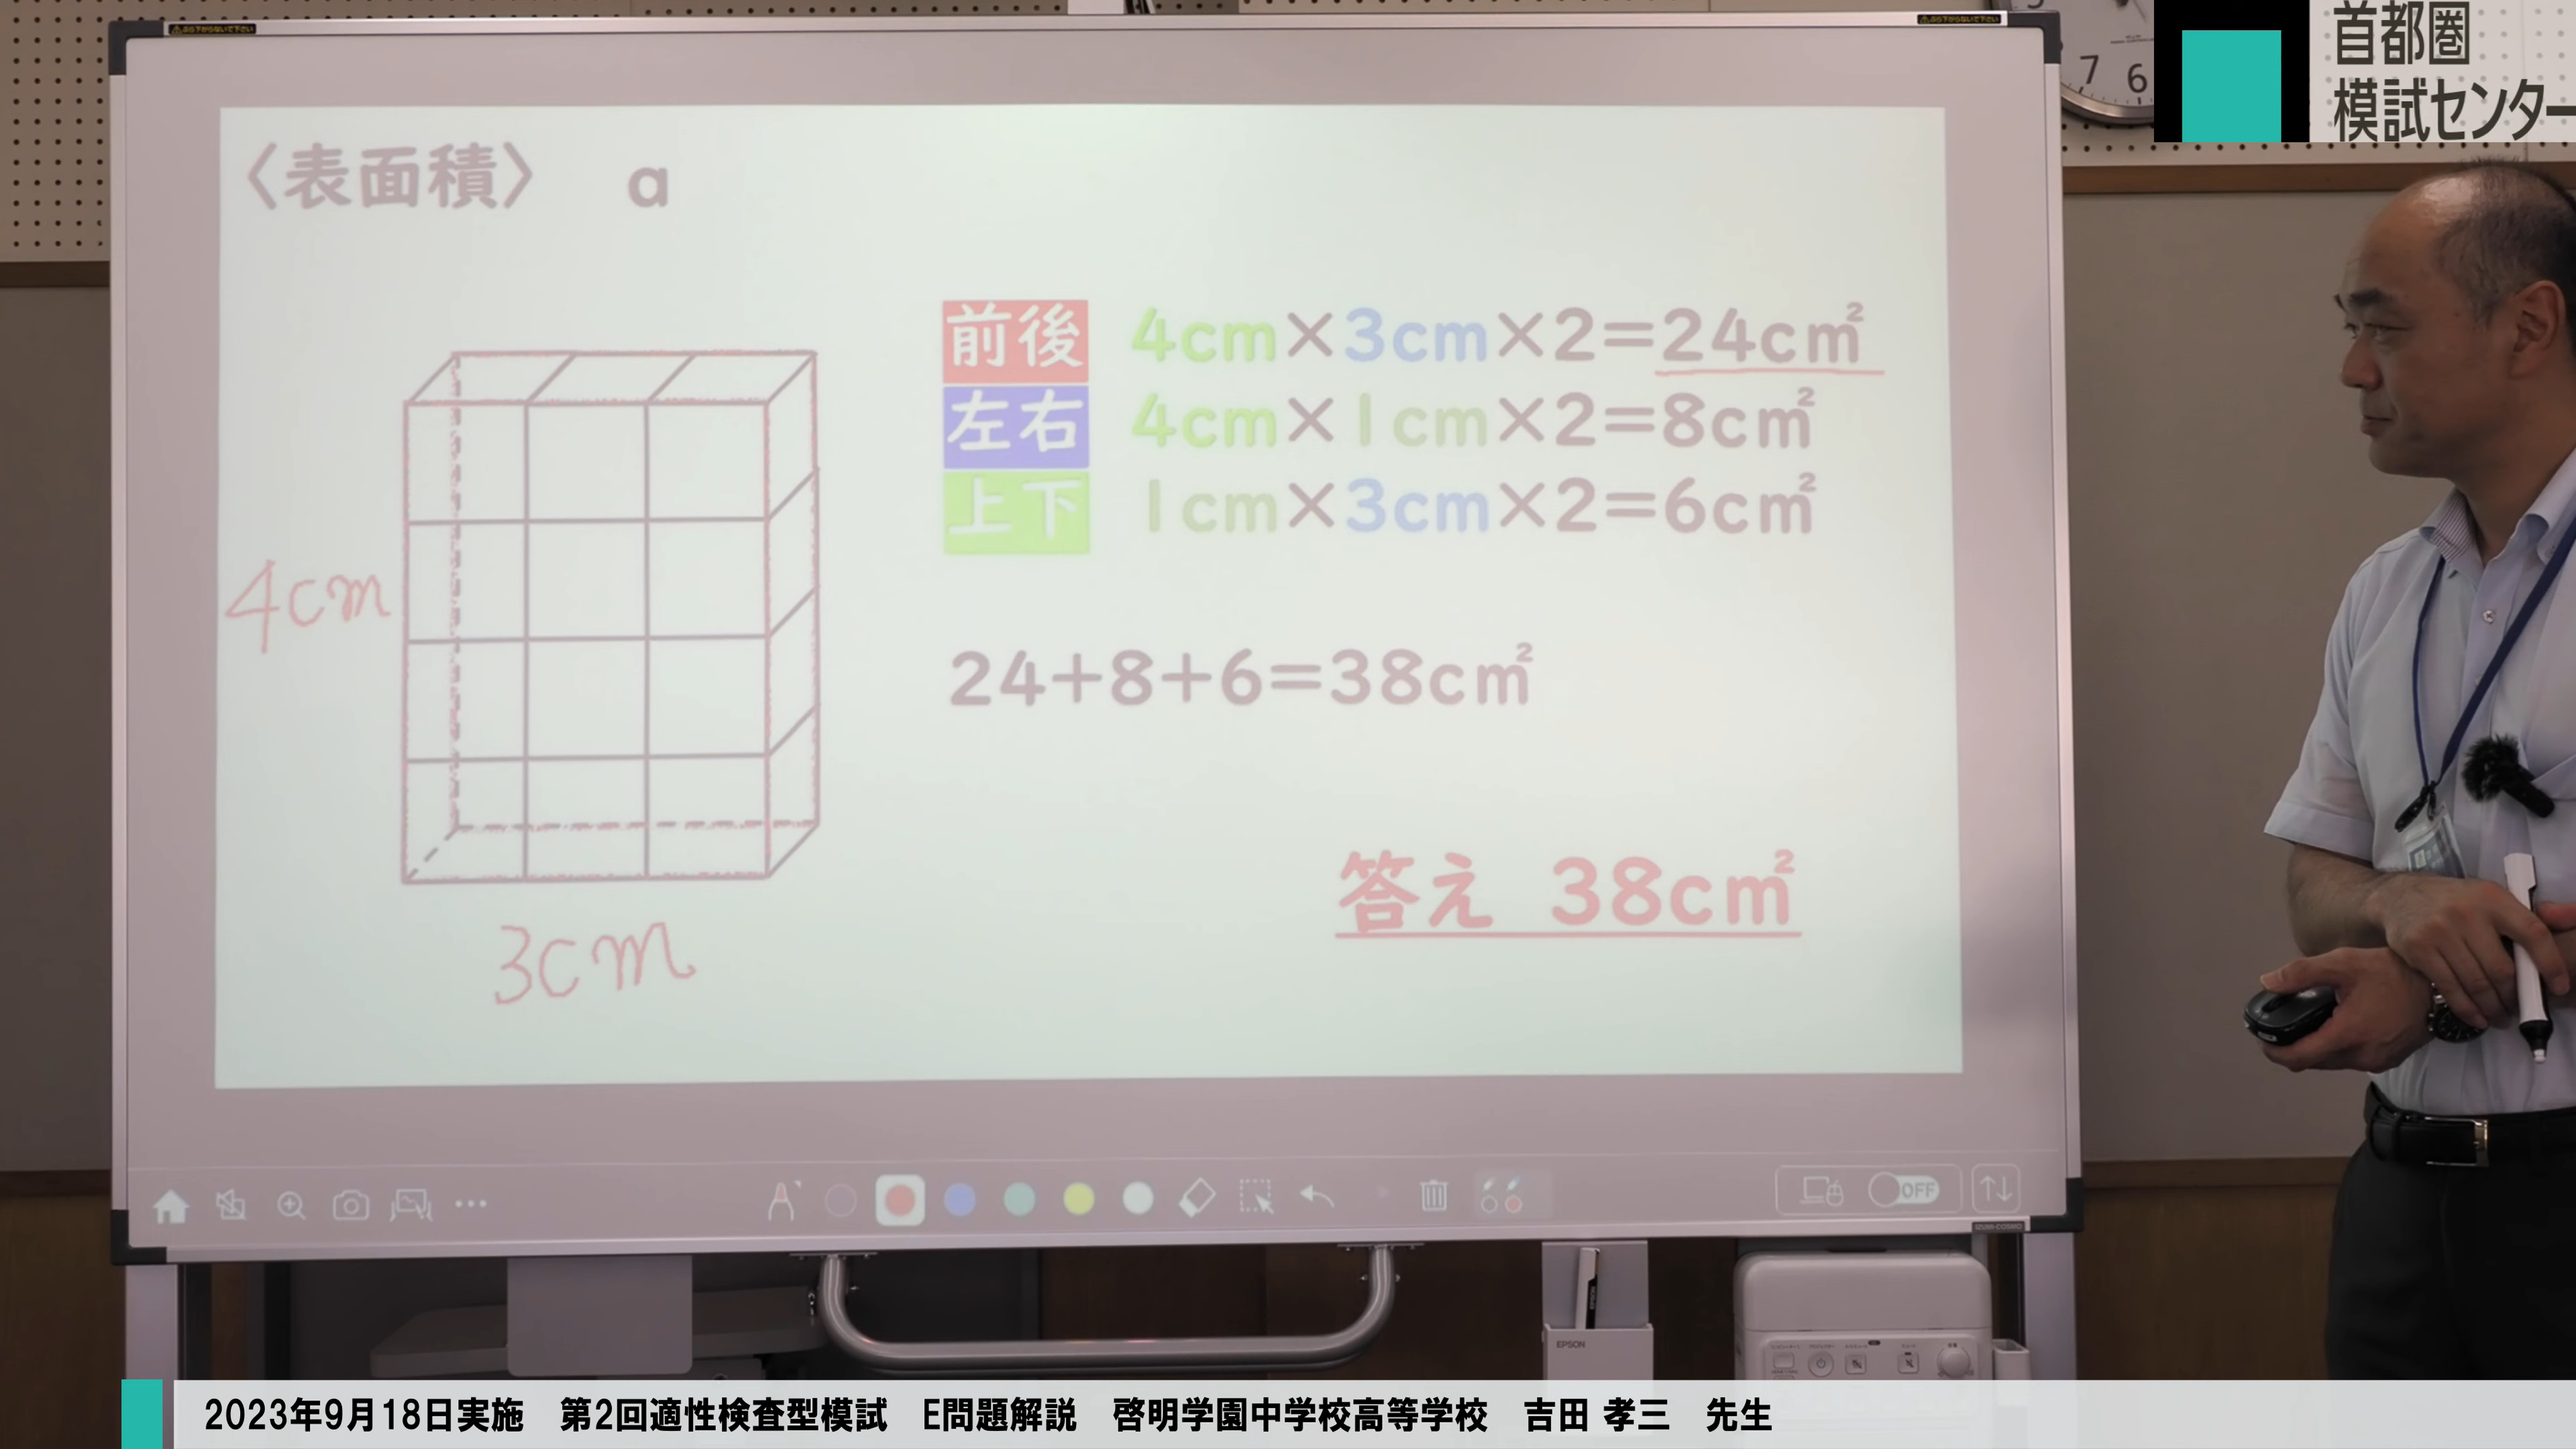 首都圏
模試センター
7 6
〈表面積〉 a
前後 4cm×3cm×2=24cm²
左右 4cm×1cm×2=8cm²
上下 1cm×3cm×2=6cm²
4cm
24+8+6=38cm²
答え 38cm²
3cm
OFF
EPSON
2023年9月18日実施 第2回適性検査型模試 E問題解説 啓明学園中学校高等学校 吉田 孝三 先生